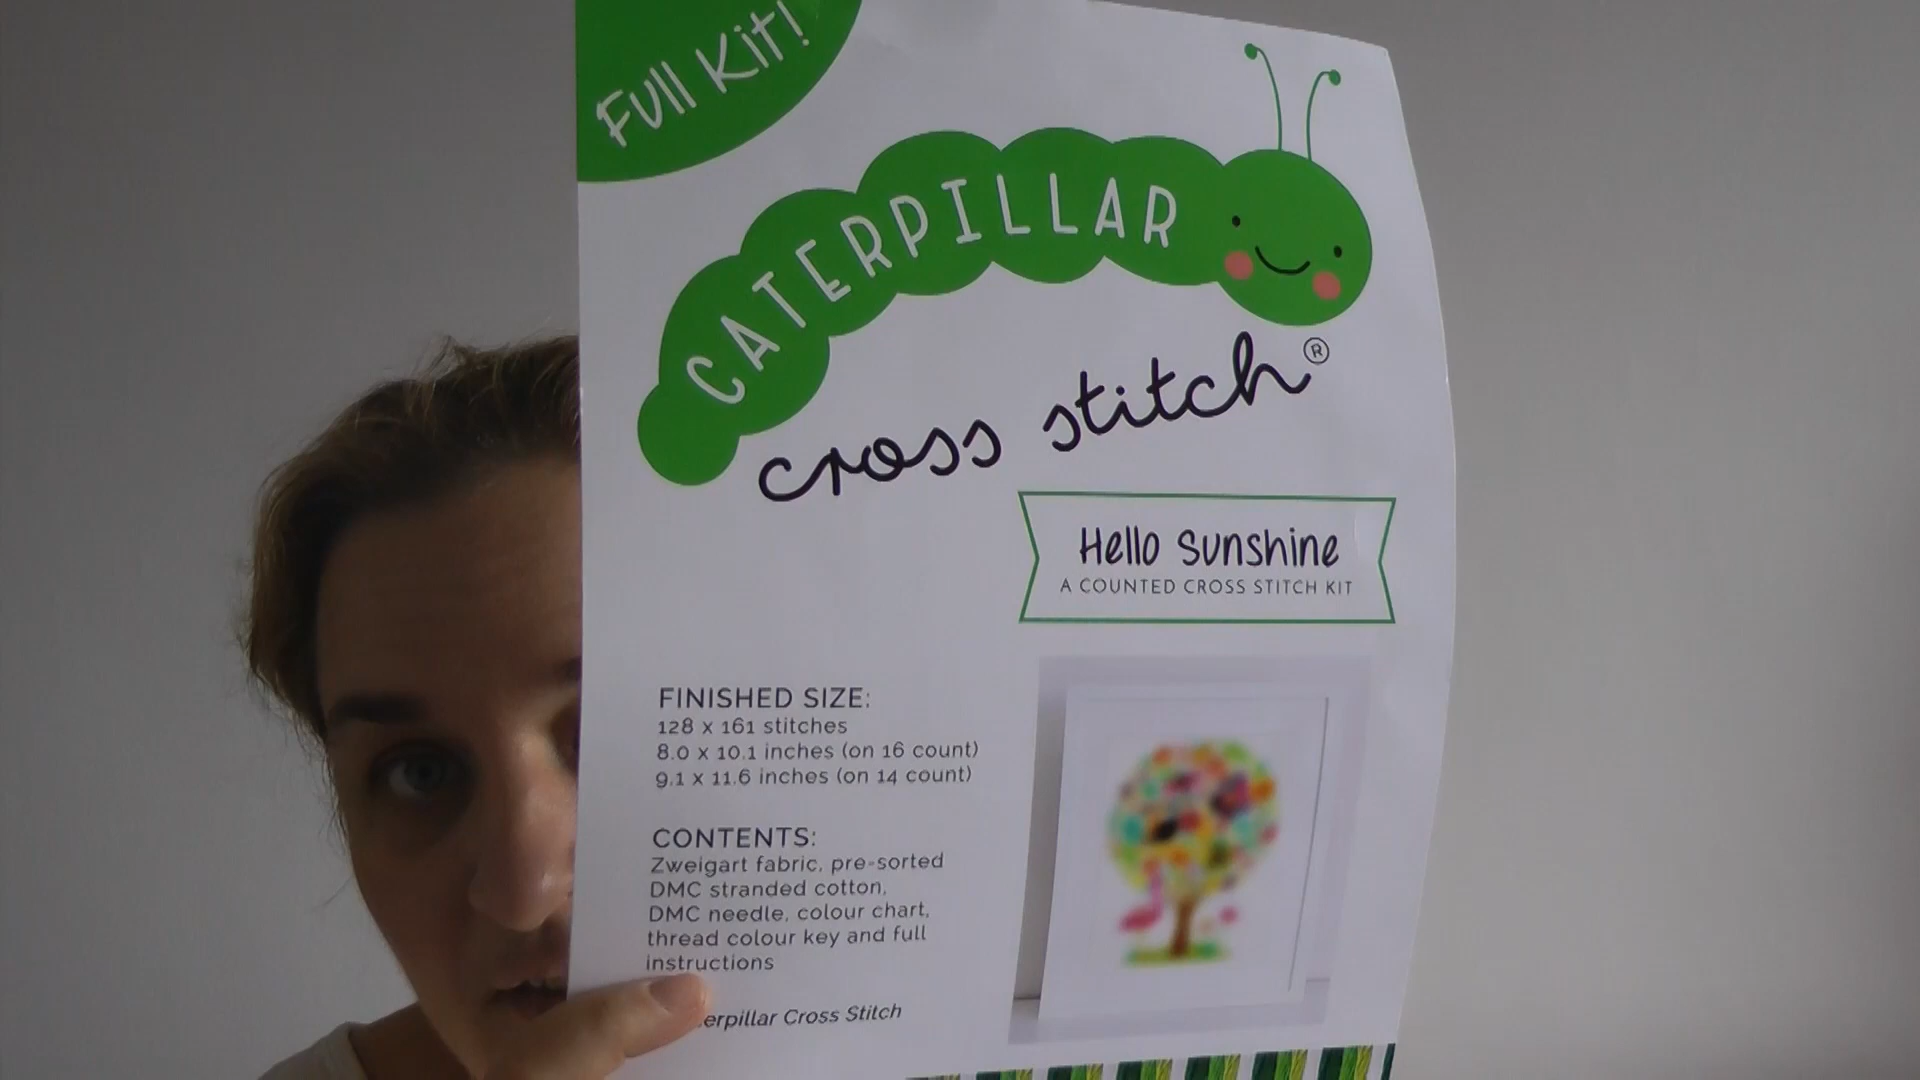 Full Kit!
CATERPILLAR
cross stitch®
Hello Sunshine
A COUNTED CROSS STITCH KIT
FINISHED SIZE:
128 x 161 stitches
8.0 x 10.1 inches (on 16 count)
9.1 x 11.6 inches (on 14 count)
CONTENTS:
Zweigart fabric, pre-sorted
DMC stranded cotton,
DMC needle, colour chart,
thread colour key and full
instructions
Cross Stitch